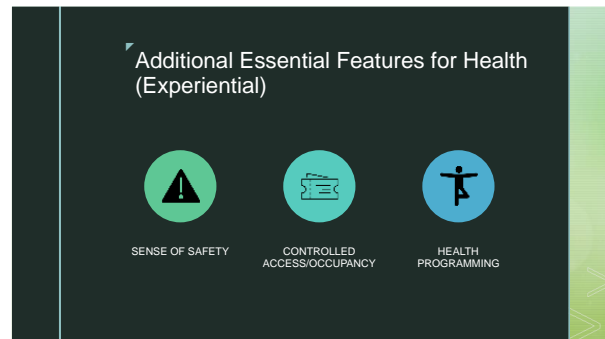 Additional Essential Features for Health
(Experiential)
SENSE OF SAFETY
CONTROLLED
ACCESS/OCCUPANCY
HEALTH
PROGRAMMING